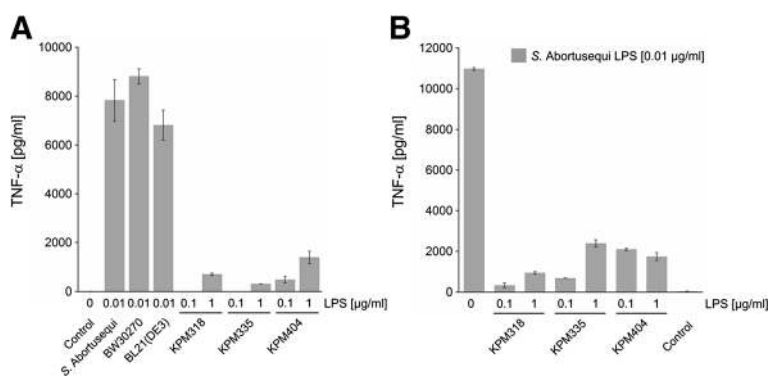 A
TNF-α [pg/ml]
10000
8000
6000
4000
2000
0
0 0.01 0.01 0.01 0.1 1 0.1 1 0.1 1 LPS [µg/ml]
Control
S. Abortusequi
BW30270
BL21(DE3)
KPM318
KPM335
KPM404
B
S. Abortusequi LPS [0.01 µg/ml]
TNF-α [pg/ml]
12000
10000
8000
6000
4000
2000
0
0 0.1 1 0.1 1 0.1 1 LPS [µg/ml]
KPM318
KPM335
KPM404
Control